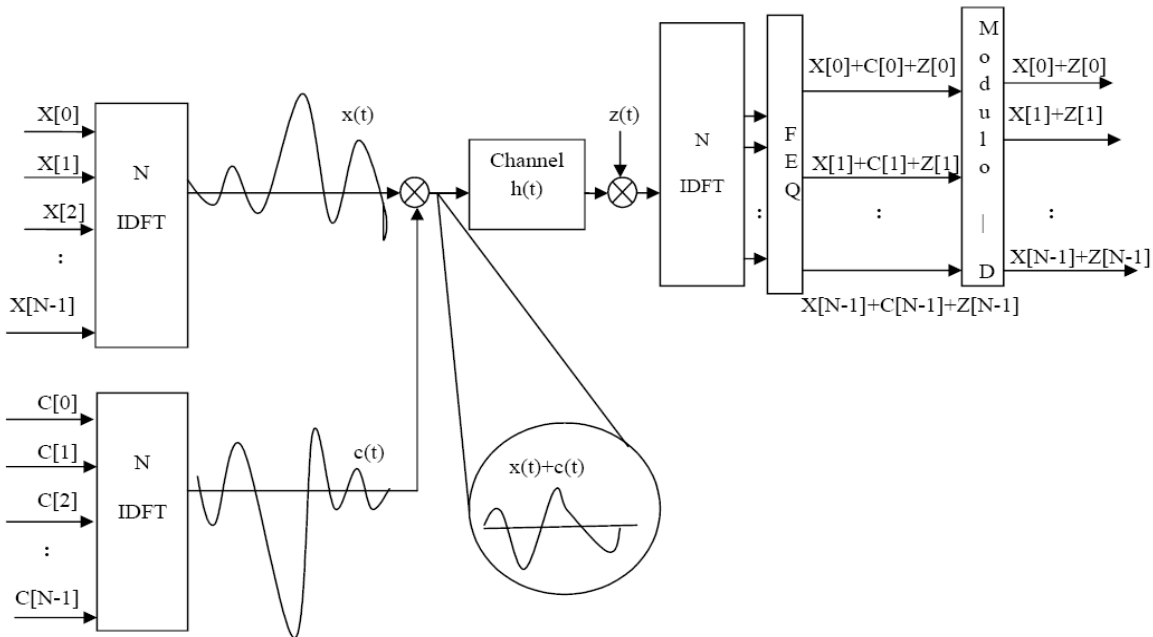 X[0]
X[1]
X[2]
:
X[N-1]
N
IDFT
x(t)
Channel
h(t)
z(t)
N
IDFT
:
F
E
Q
X[0]+C[0]+Z[0]
X[1]+C[1]+Z[1]
:
X[N-1]+C[N-1]+Z[N-1]
M
o
d
u
l
o
|
D
X[0]+Z[0]
X[1]+Z[1]
:
X[N-1]+Z[N-1]
C[0]
C[1]
C[2]
:
C[N-1]
N
IDFT
c(t)
x(t)+c(t)